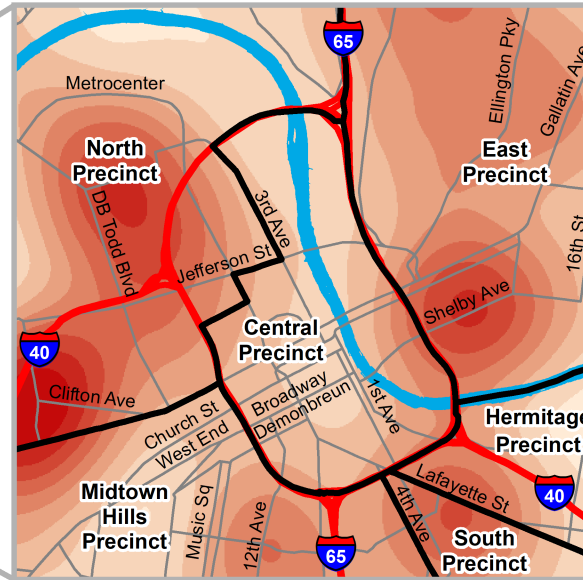 65
Metrocenter
Ellington Pky
Gallatin Ave
North
Precinct
East
Precinct
DB Todd Blvd
3rd Ave
16th St
Jefferson St
Shelby Ave
Central
Precinct
40
Clifton Ave
Broadway
Demonbreun
1st Ave
Church St
West End
Hermitage
Precinct
Midtown
Hills
Precinct
Music Sq
12th Ave
4th Ave
Lafayette St
40
South
Precinct
65